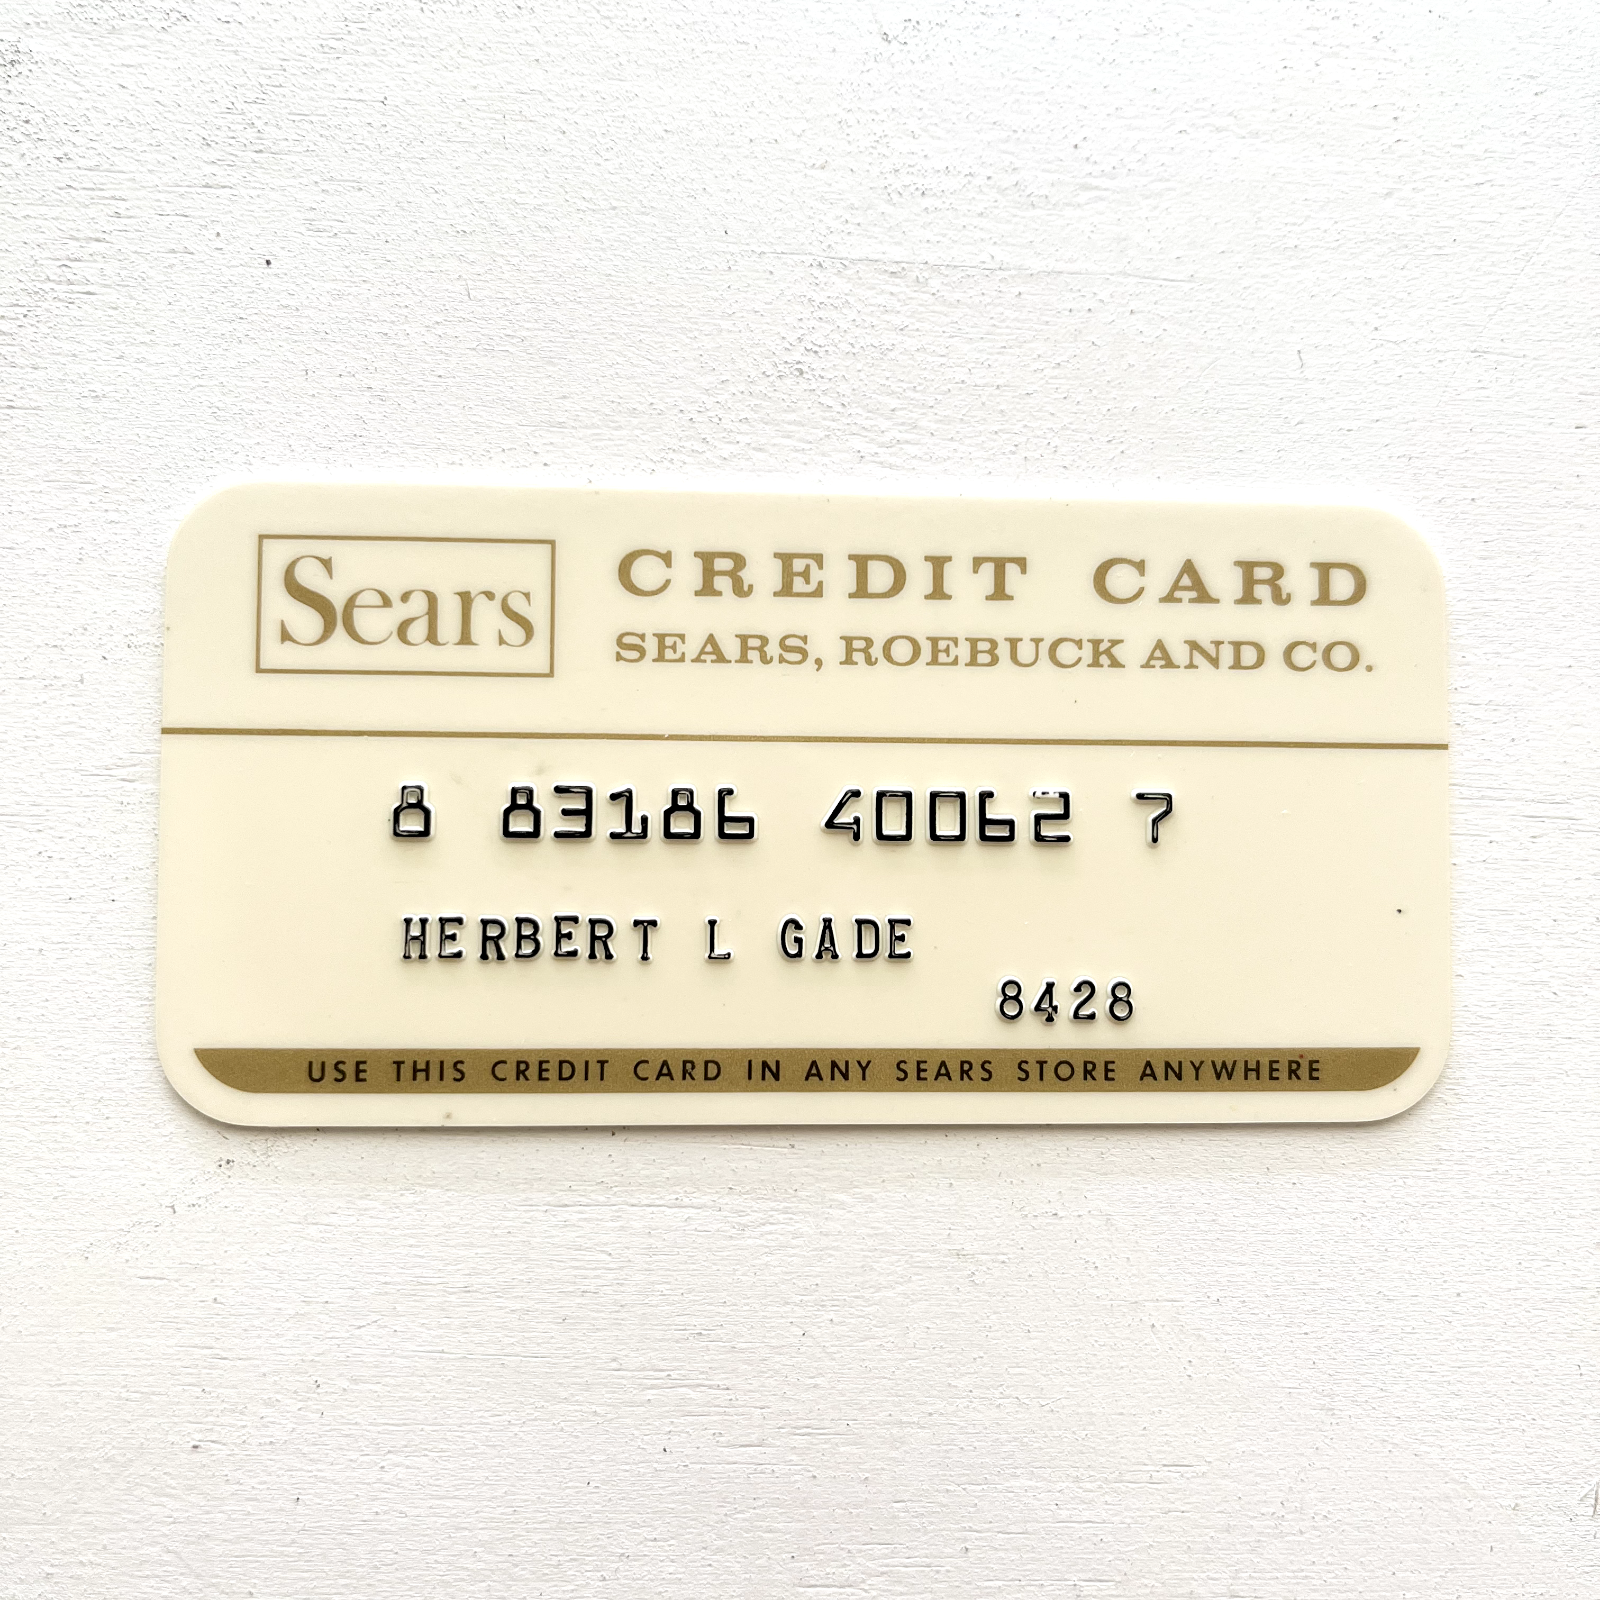 Sears
CREDIT CARD
SEARS, ROEBUCK AND CO.
8 83186 40062 7
HERBERT L GADE
8428
USE THIS CREDIT CARD IN ANY SEARS STORE ANYWHERE